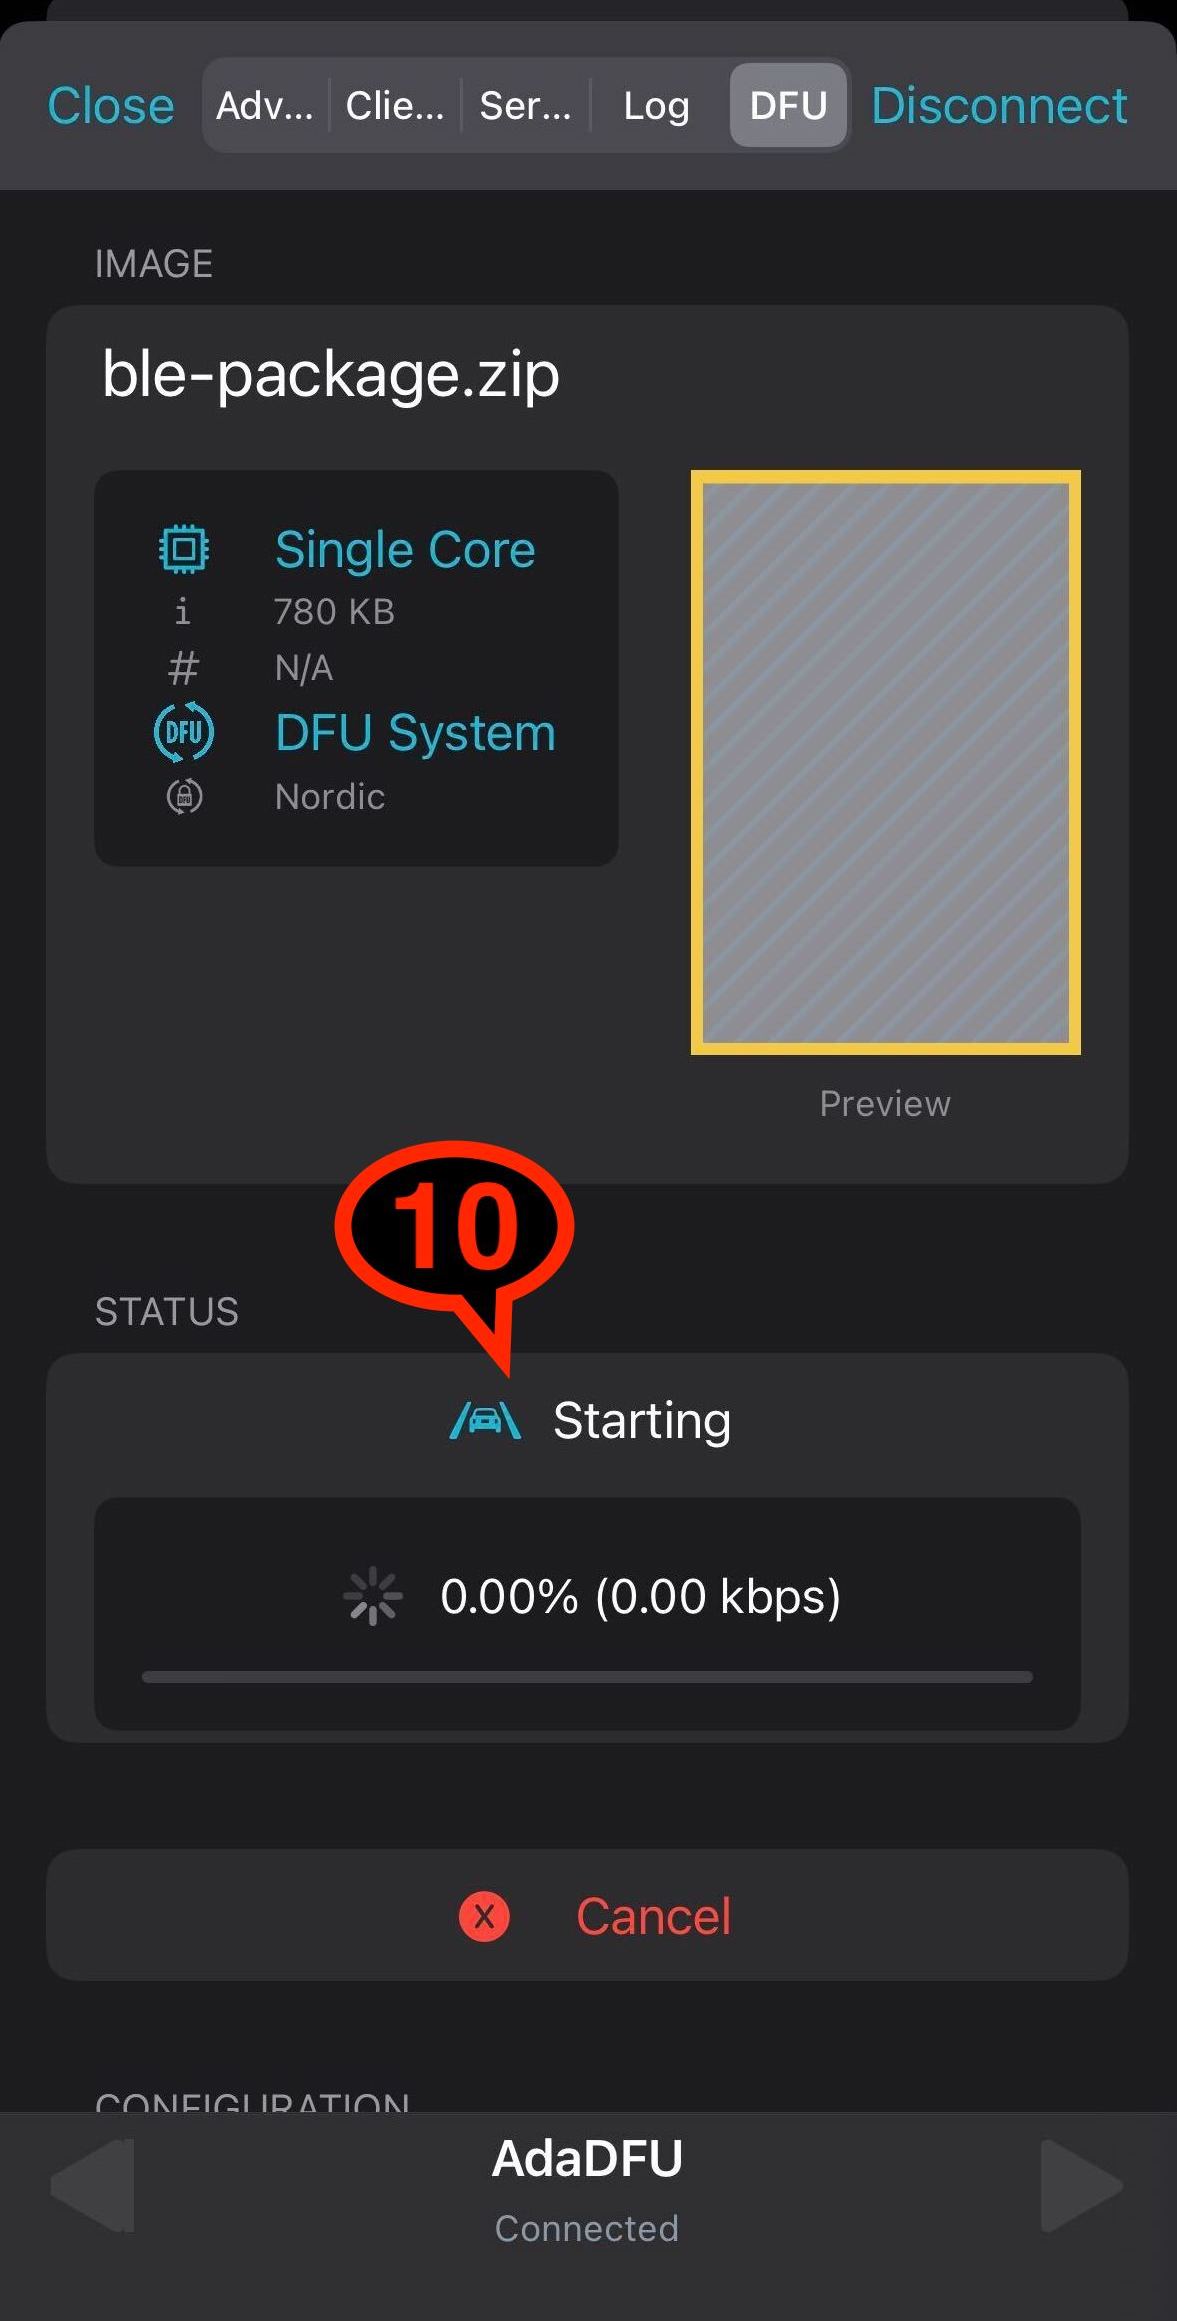 Close Adv... Clie... Ser... Log DFU Disconnect
IMAGE
ble-package.zip
Single Core
i 780 KB
# N/A
DFU DFU System
Nordic
Preview
10
STATUS
Starting
0.00% (0.00 kbps)
X Cancel
CONFIGURATION
AdaDFU
Connected